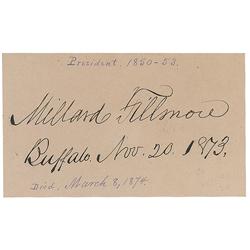 President. 1850-53.
Millard Fillmore
Buffalo. Nov. 20. 1873.
Died. March 8, 1874.